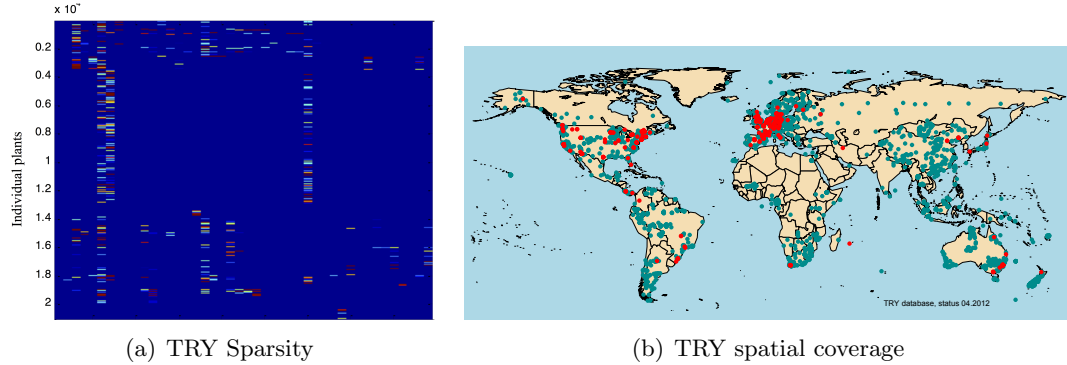 x 10⁴
0.2
0.4
0.6
0.8
1
1.2
1.4
1.6
1.8
2
Individual plants
TRY database, status 04.2012
(a) TRY Sparsity
(b) TRY spatial coverage